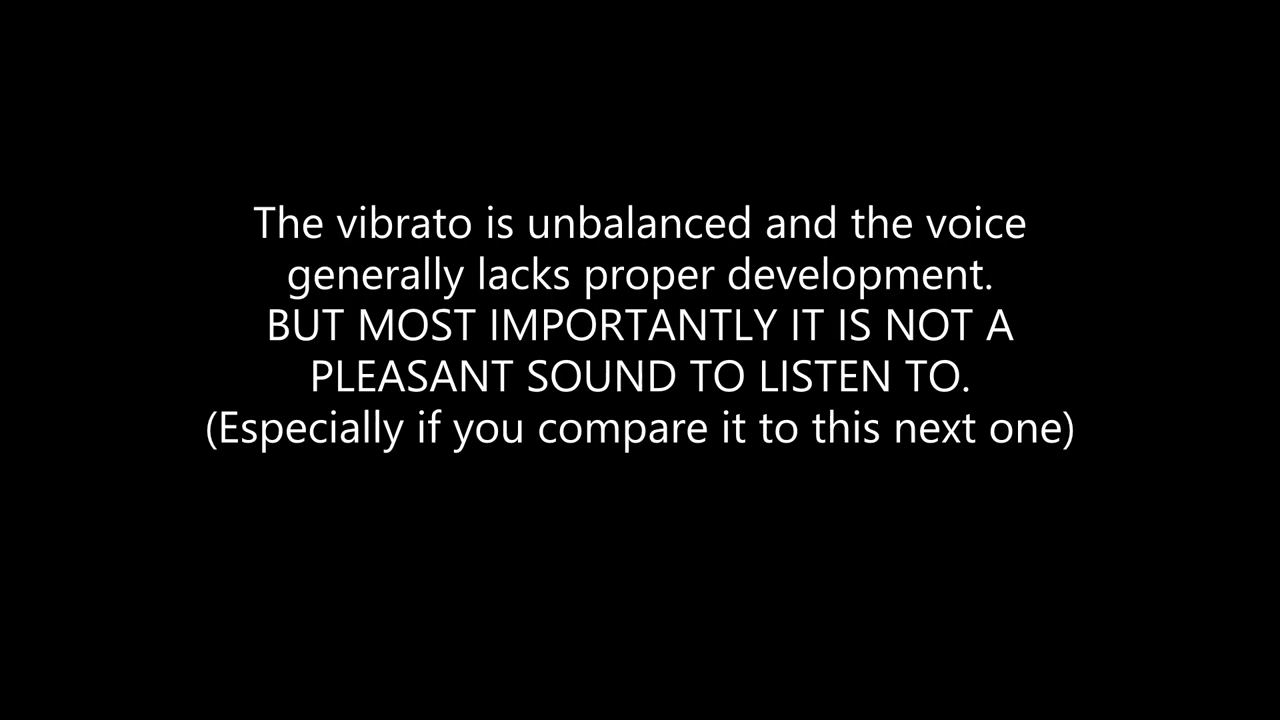 The vibrato is unbalanced and the voice
generally lacks proper development.
BUT MOST IMPORTANTLY IT IS NOT A
PLEASANT SOUND TO LISTEN TO.
(Especially if you compare it to this next one)